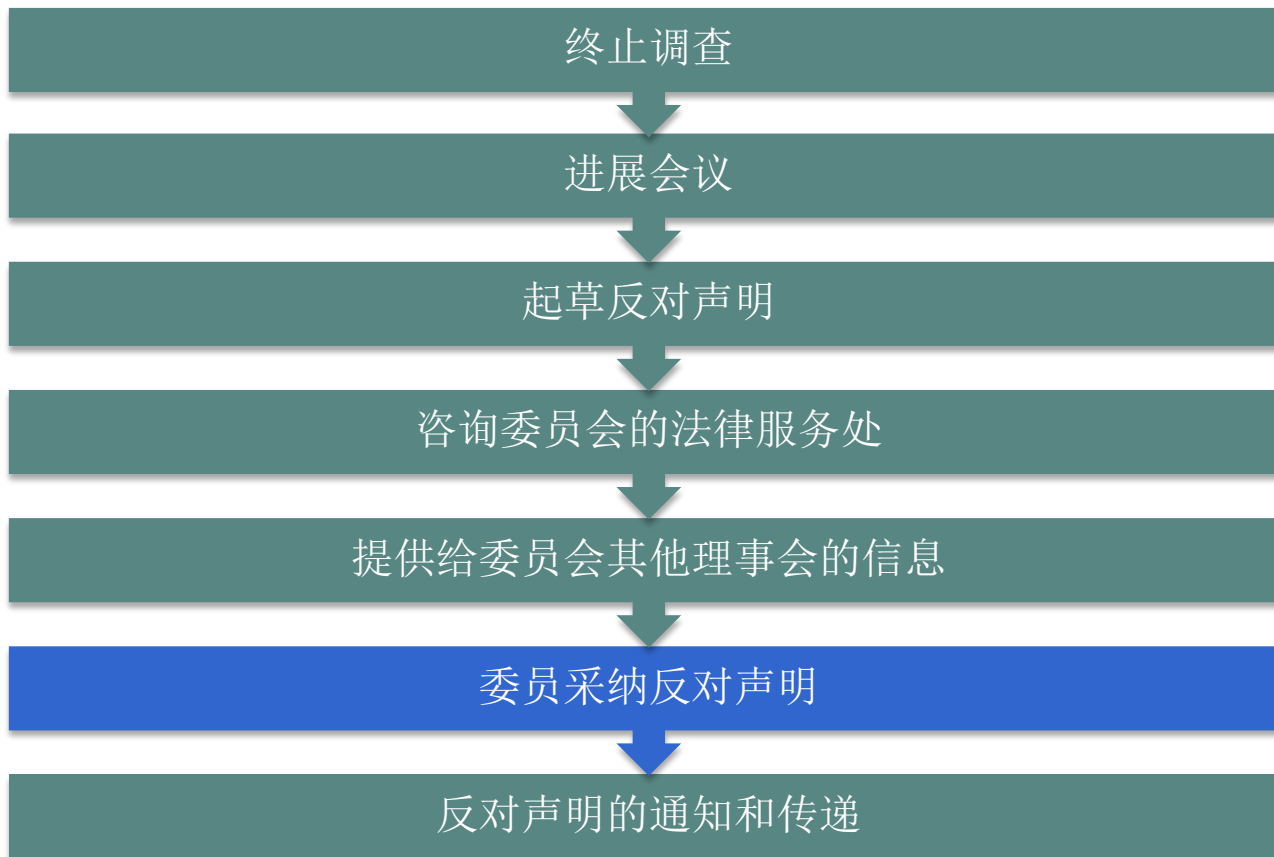 终止调查
进展会议
起草反对声明
咨询委员会的法律服务处
提供给委员会其他理事会的信息
委员采纳反对声明
反对声明的通知和传递